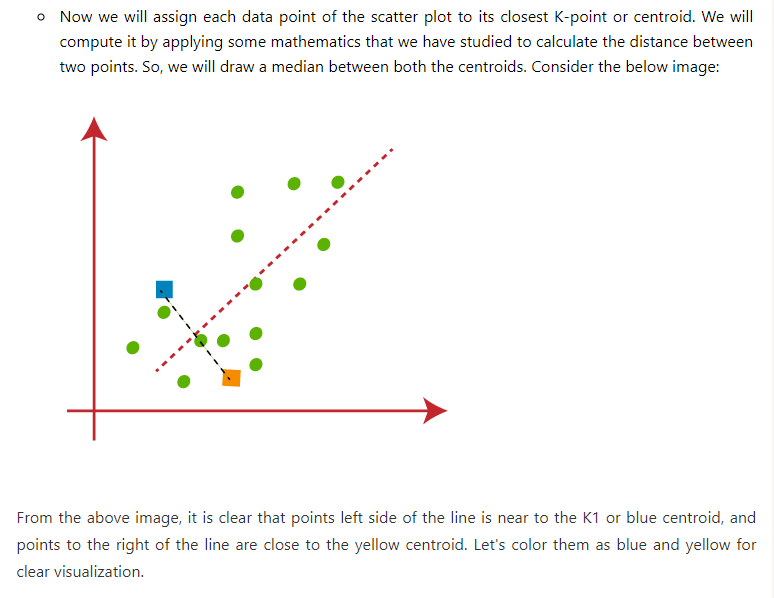 o Now we will assign each data point of the scatter plot to its closest K-point or centroid. We will
compute it by applying some mathematics that we have studied to calculate the distance between
two points. So, we will draw a median between both the centroids. Consider the below image:
From the above image, it is clear that points left side of the line is near to the K1 or blue centroid, and
points to the right of the line are close to the yellow centroid. Let's color them as blue and yellow for
clear visualization.